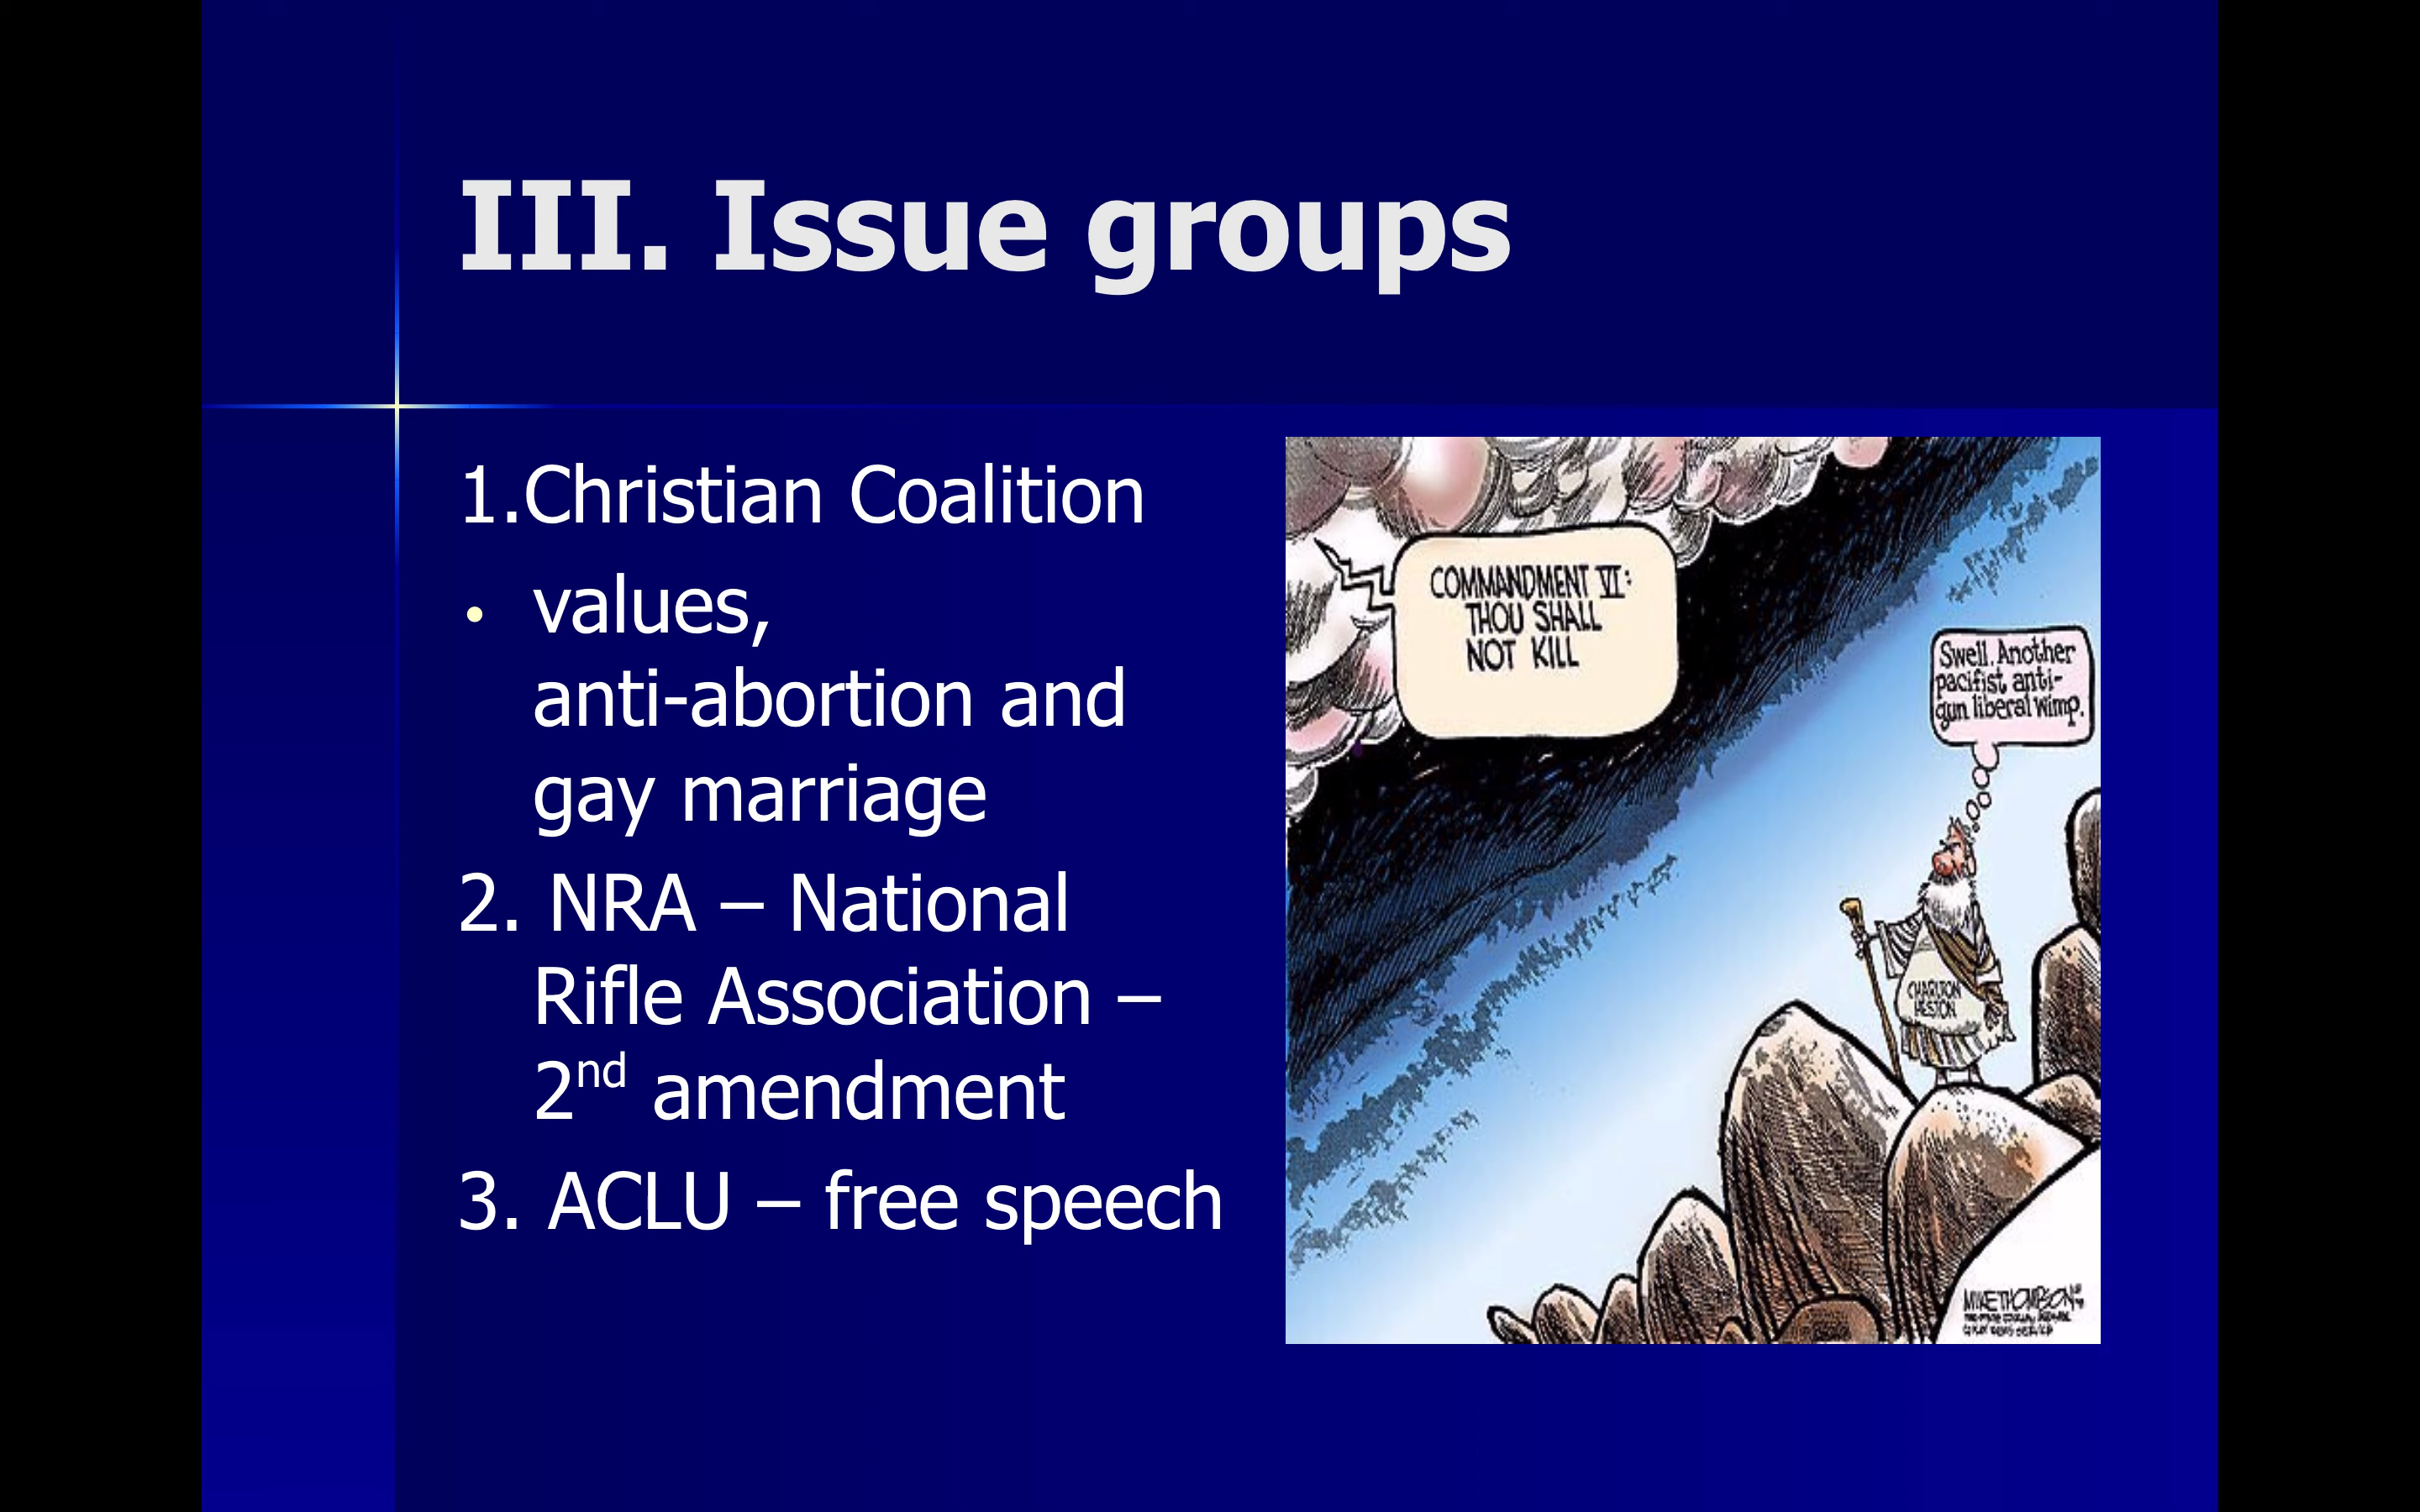 III. Issue groups
1.Christian Coalition
• values,
anti-abortion and
gay marriage
2. NRA – National
Rifle Association –
2nd amendment
3. ACLU – free speech
COMMANDMENT VI:
THOU SHALL
NOT KILL
Swell. Another
pacifist anti-
gun liberal wimp.
CHARLTON
HESTON
MIKE THOMPSON